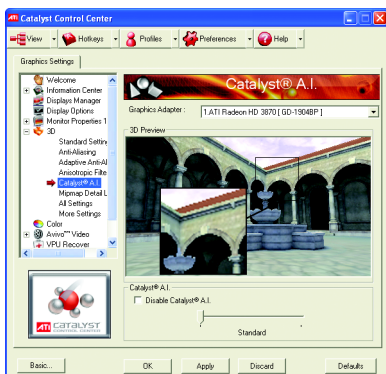 Catalyst Control Center
View Hotkeys Profiles Preferences Help
Graphics Settings
Welcome
Information Center
Displays Manager
Display Options
Monitor Properties 1
3D
Standard Settin
Anti-Aliasing
Adaptive Anti-Al
Anisotropic Filte
Catalyst® A.I.
Mipmap Detail L
All Settings
More Settings
Color
Avivo™ Video
VPU Recover
ATI CATALYST
CONTROL CENTER
Catalyst® A.I.
Graphics Adapter :
1.ATI Radeon HD 3870 [ GD-1904BP ]
3D Preview
Catalyst® A.I.
Disable Catalyst® A.I.
Standard
Basic...
OK
Apply
Discard
Defaults